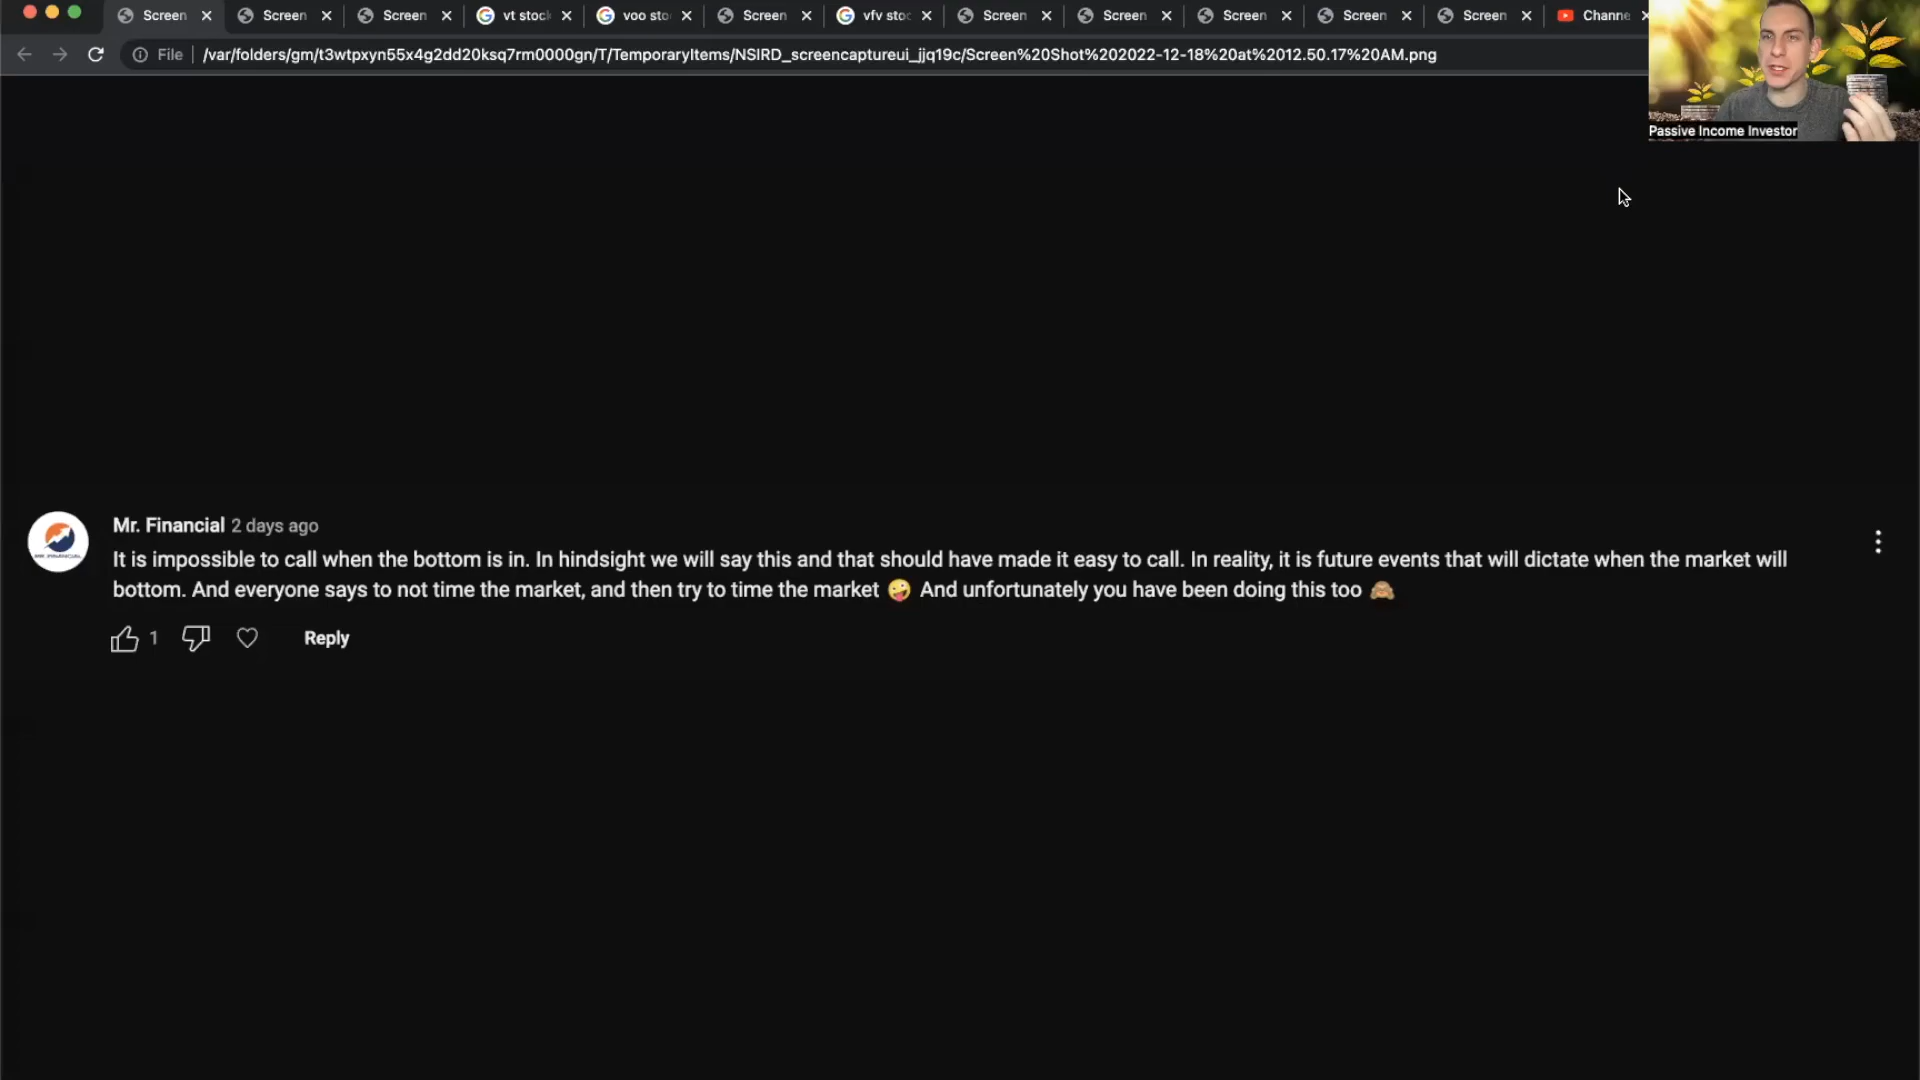 Screen
Screen
Screen
vt stock
voo sto
Screen
vfv stoc
Screen
Screen
Screen
Screen
Screen
Channe
File
/var/folders/gm/t3wtpxyn55x4g2dd20ksq7rm0000gn/T/TemporaryItems/NSIRD_screencaptureui_jjq19c/Screen%20Shot%202022-12-18%20at%2012.50.17%20AM.png
Passive Income Investor
Mr. Financial 2 days ago
It is impossible to call when the bottom is in. In hindsight we will say this and that should have made it easy to call. In reality, it is future events that will dictate when the market will
bottom. And everyone says to not time the market, and then try to time the market 🤪 And unfortunately you have been doing this too 🙈
MR. FINANCIAL
1
Reply